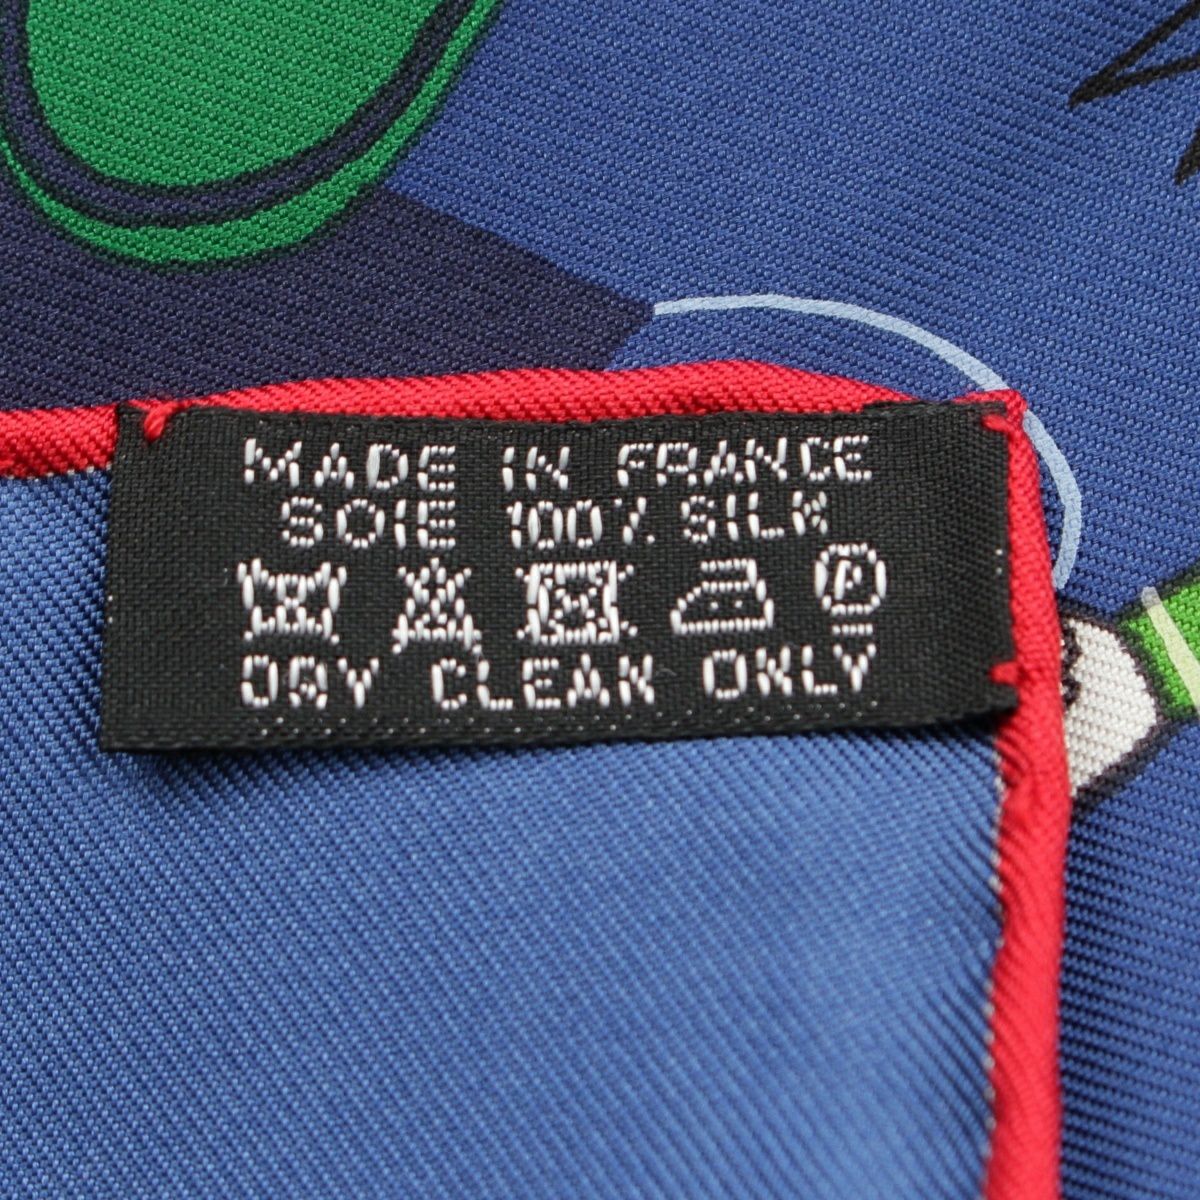 MADE IN FRANCE
SOIE 100% SILK
P
DRY CLEAN ONLY